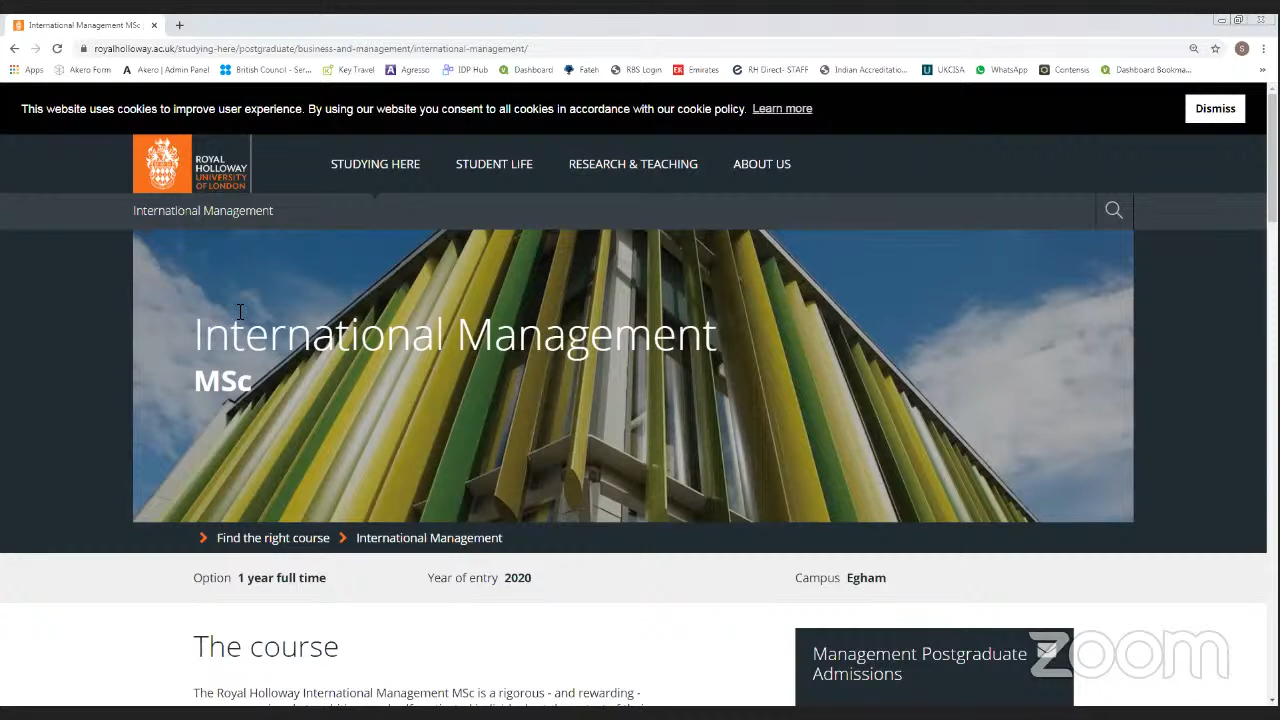 International Management MSc
royalholloway.ac.uk/studying-here/postgraduate/business-and-management/international-management/
S
Apps Akero Form Akero | Admin Panel British Council - Ser... Key Travel Agresso IDP Hub Dashboard Fateh RBS Login EK Emirates RH Direct- STAFF Indian Accreditatio... UKCISA WhatsApp Contensis Dashboard Bookma... »
This website uses cookies to improve user experience. By using our website you consent to all cookies in accordance with our cookie policy. Learn more Dismiss
ROYAL
HOLLOWAY
UNIVERSITY
OF LONDON
STUDYING HERE STUDENT LIFE RESEARCH & TEACHING ABOUT US
International Management
International Management
MSc
Find the right course International Management
Option 1 year full time Year of entry 2020 Campus Egham
The course
The Royal Holloway International Management MSc is a rigorous - and rewarding -
Management Postgraduate
Admissions
zoom